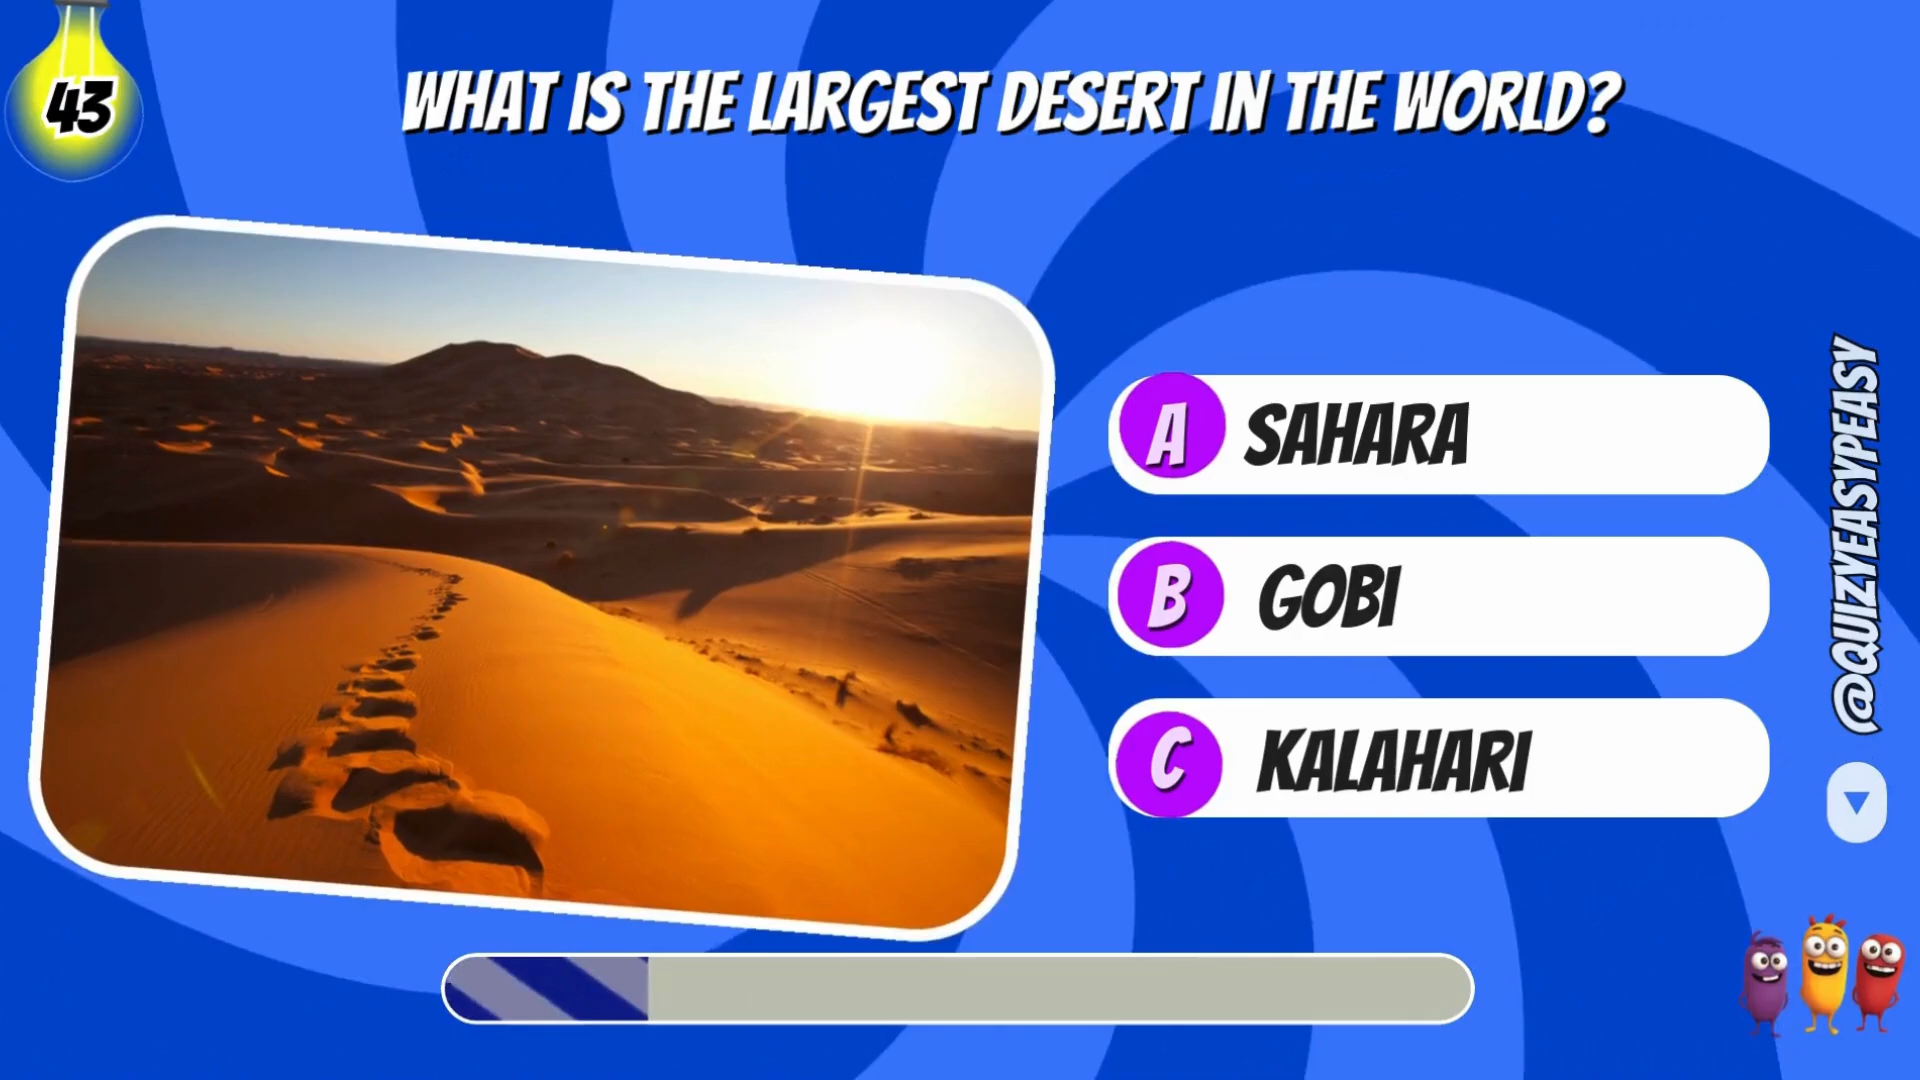 43
WHAT IS THE LARGEST DESERT IN THE WORLD?
A SAHARA
B GOBI
C KALAHARI
@QUIZYEASYPEASY